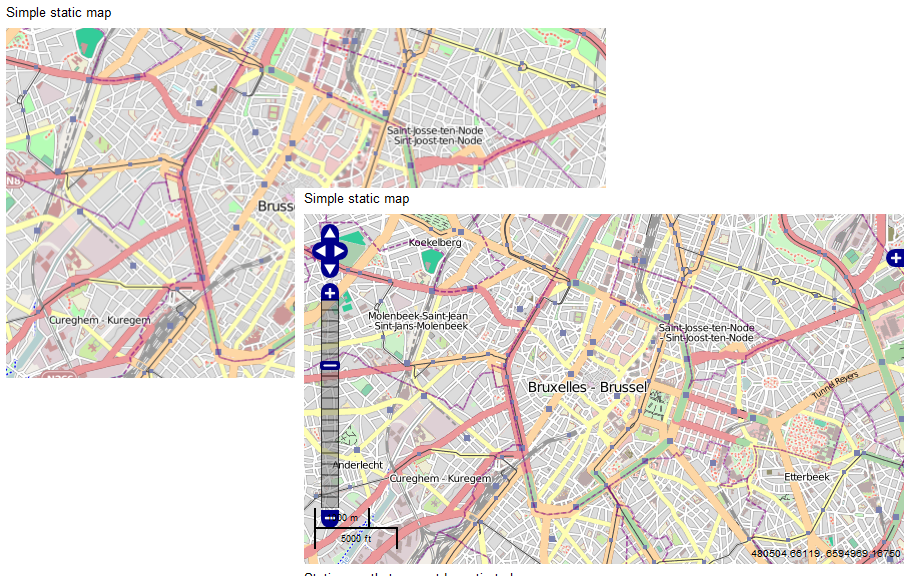 Simple static map
Saint-Josse-ten-Node
- Sint-Joost-ten-Node
N8
Bruss
Cureghem - Kuregem
Simple static map
Koekelberg
Molenbeek-Saint-Jean
- Sint-Jans-Molenbeek
Saint-Josse-ten-Node
- Sint-Joost-ten-Node
Bruxelles - Brussel
Tunnel Reyers
Anderlecht
Cureghem - Kuregem
Etterbeek
00 m
5000 ft
480504.66119, 6594969.16750